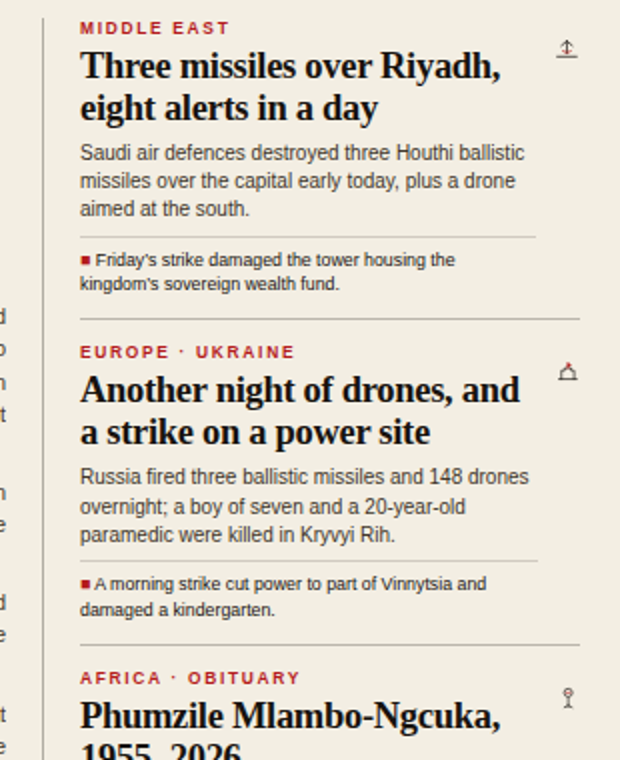 MIDDLE EAST
Three missiles over Riyadh,
eight alerts in a day
Saudi air defences destroyed three Houthi ballistic
missiles over the capital early today, plus a drone
aimed at the south.
■ Friday's strike damaged the tower housing the
kingdom's sovereign wealth fund.
EUROPE · UKRAINE
Another night of drones, and
a strike on a power site
Russia fired three ballistic missiles and 148 drones
overnight; a boy of seven and a 20-year-old
paramedic were killed in Kryvyi Rih.
■ A morning strike cut power to part of Vinnytsia and
damaged a kindergarten.
AFRICA · OBITUARY
Phumzile Mlambo-Ngcuka,
1955 2026